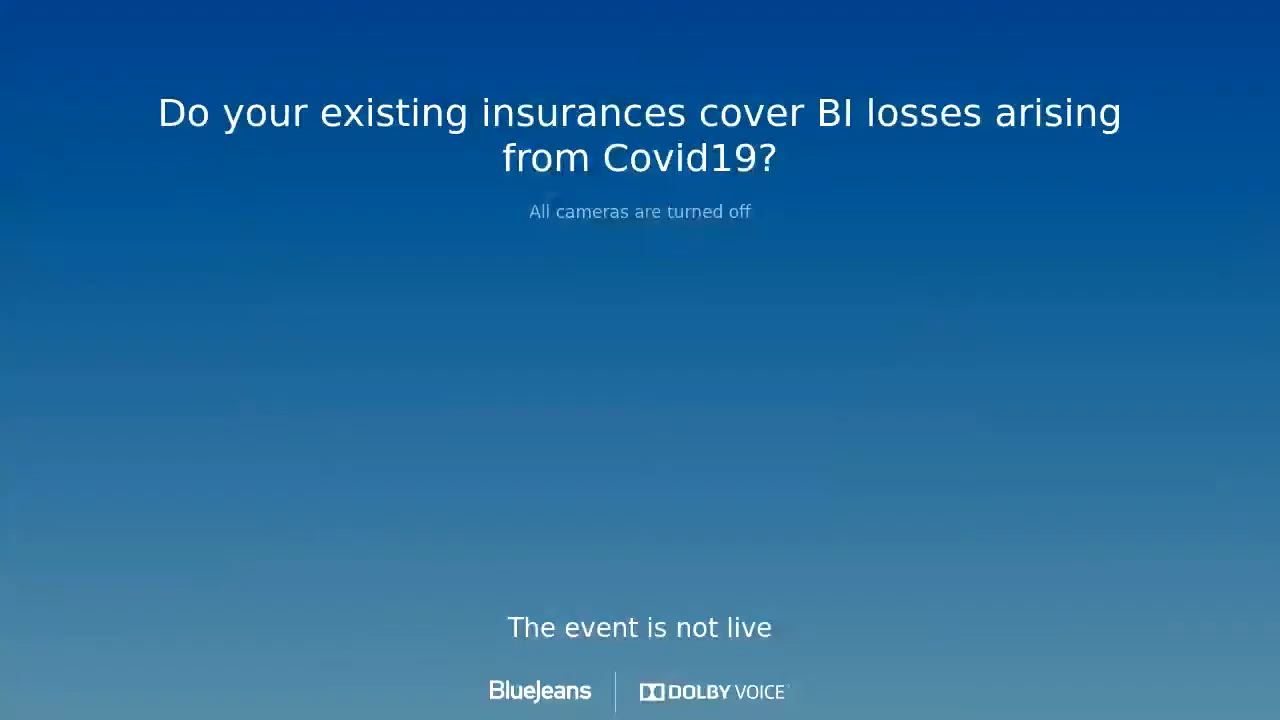 Do your existing insurances cover BI losses arising
from Covid19?
All cameras are turned off
The event is not live
BlueJeans
DOLBY VOICE